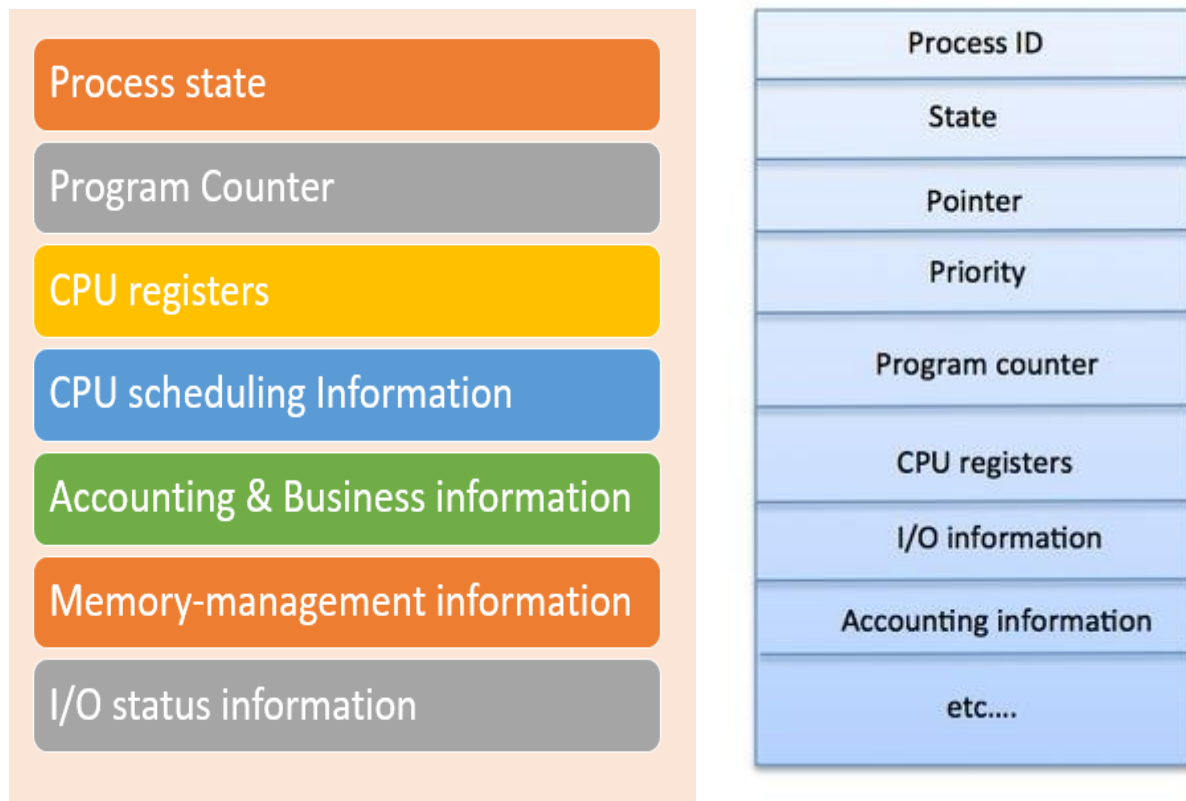 Process state
Program Counter
CPU registers
CPU scheduling Information
Accounting & Business information
Memory-management information
I/O status information
Process ID
State
Pointer
Priority
Program counter
CPU registers
I/O information
Accounting information
etc....